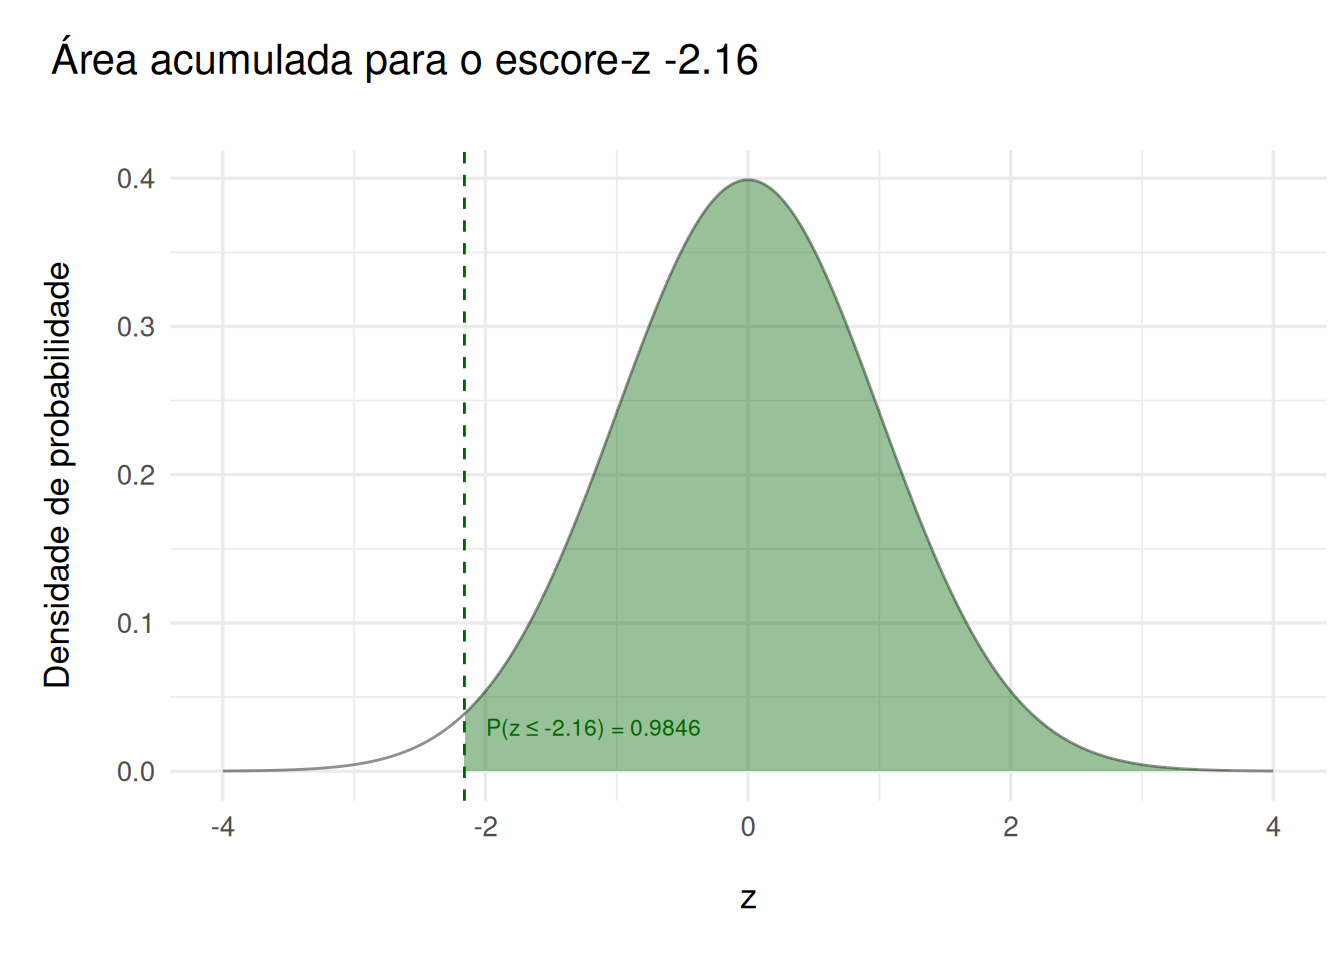 Área acumulada para o escore-z -2.16
Densidade de probabilidade
0.4
0.3
0.2
0.1
0.0
P(z ≤ -2.16) = 0.9846
-4 -2 0 2 4
z